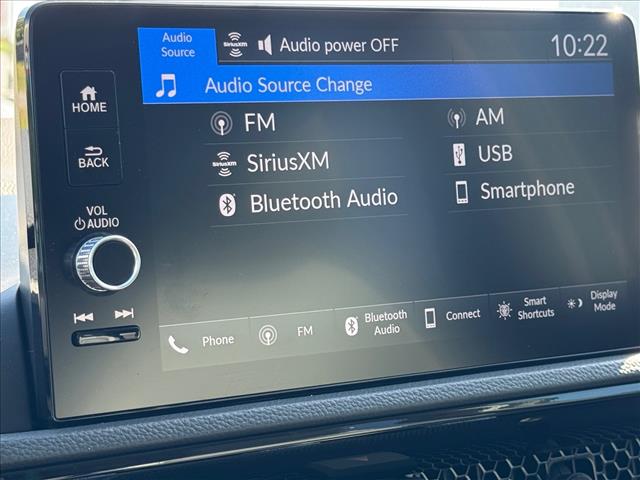 Audio
Source
SiriusXM
Audio power OFF
10:22
Audio Source Change
HOME
BACK
VOL
AUDIO
FM
AM
SiriusXM
SiriusXM
USB
Bluetooth Audio
Smartphone
Phone
FM
Bluetooth
Audio
Connect
Smart
Shortcuts
Display
Mode